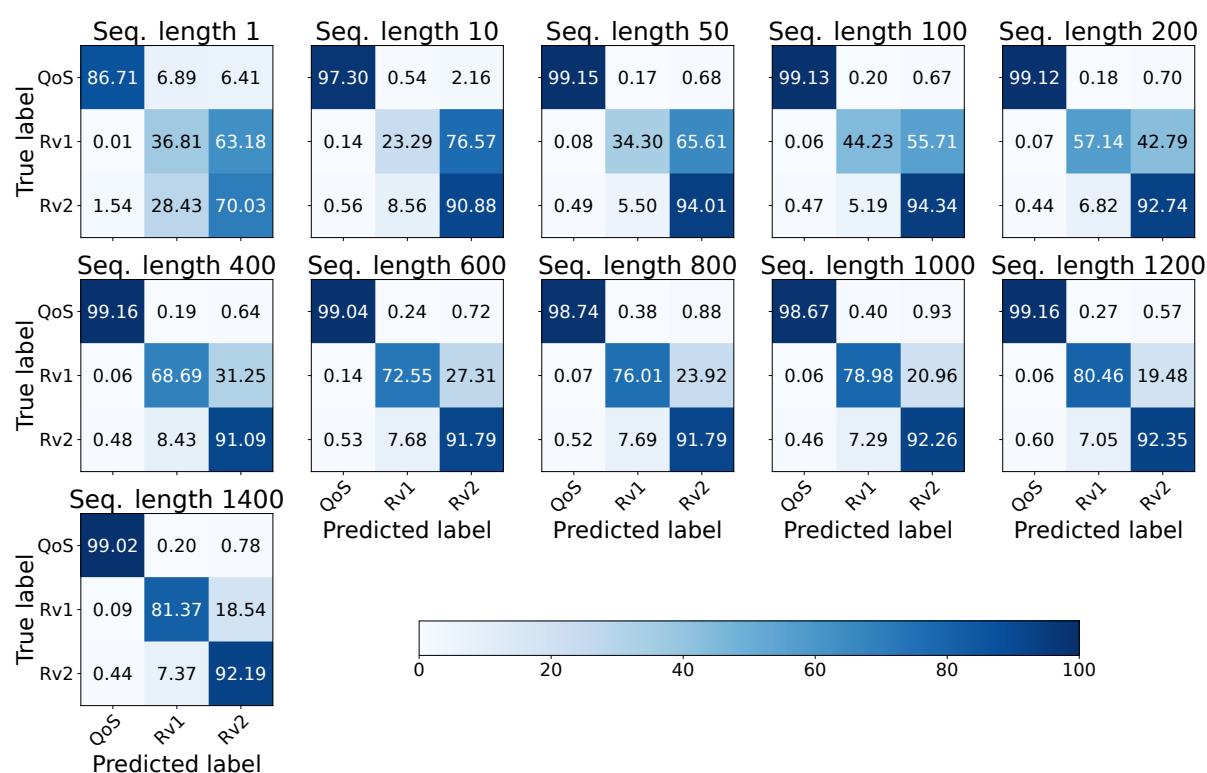 Seq. length 1 Seq. length 10 Seq. length 50 Seq. length 100 Seq. length 200
True label
QoS 86.71 6.89 6.41 97.30 0.54 2.16 99.15 0.17 0.68 99.13 0.20 0.67 99.12 0.18 0.70
Rv1 0.01 36.81 63.18 0.14 23.29 76.57 0.08 34.30 65.61 0.06 44.23 55.71 0.07 57.14 42.79
Rv2 1.54 28.43 70.03 0.56 8.56 90.88 0.49 5.50 94.01 0.47 5.19 94.34 0.44 6.82 92.74
Seq. length 400 Seq. length 600 Seq. length 800 Seq. length 1000 Seq. length 1200
True label
QoS 99.16 0.19 0.64 99.04 0.24 0.72 98.74 0.38 0.88 98.67 0.40 0.93 99.16 0.27 0.57
Rv1 0.06 68.69 31.25 0.14 72.55 27.31 0.07 76.01 23.92 0.06 78.98 20.96 0.06 80.46 19.48
Rv2 0.48 8.43 91.09 0.53 7.68 91.79 0.52 7.69 91.79 0.46 7.29 92.26 0.60 7.05 92.35
QoS Rv1 Rv2 QoS Rv1 Rv2 QoS Rv1 Rv2 QoS Rv1 Rv2
Predicted label Predicted label Predicted label Predicted label
Seq. length 1400
True label
QoS 99.02 0.20 0.78
Rv1 0.09 81.37 18.54
Rv2 0.44 7.37 92.19
QoS Rv1 Rv2
Predicted label
0 20 40 60 80 100